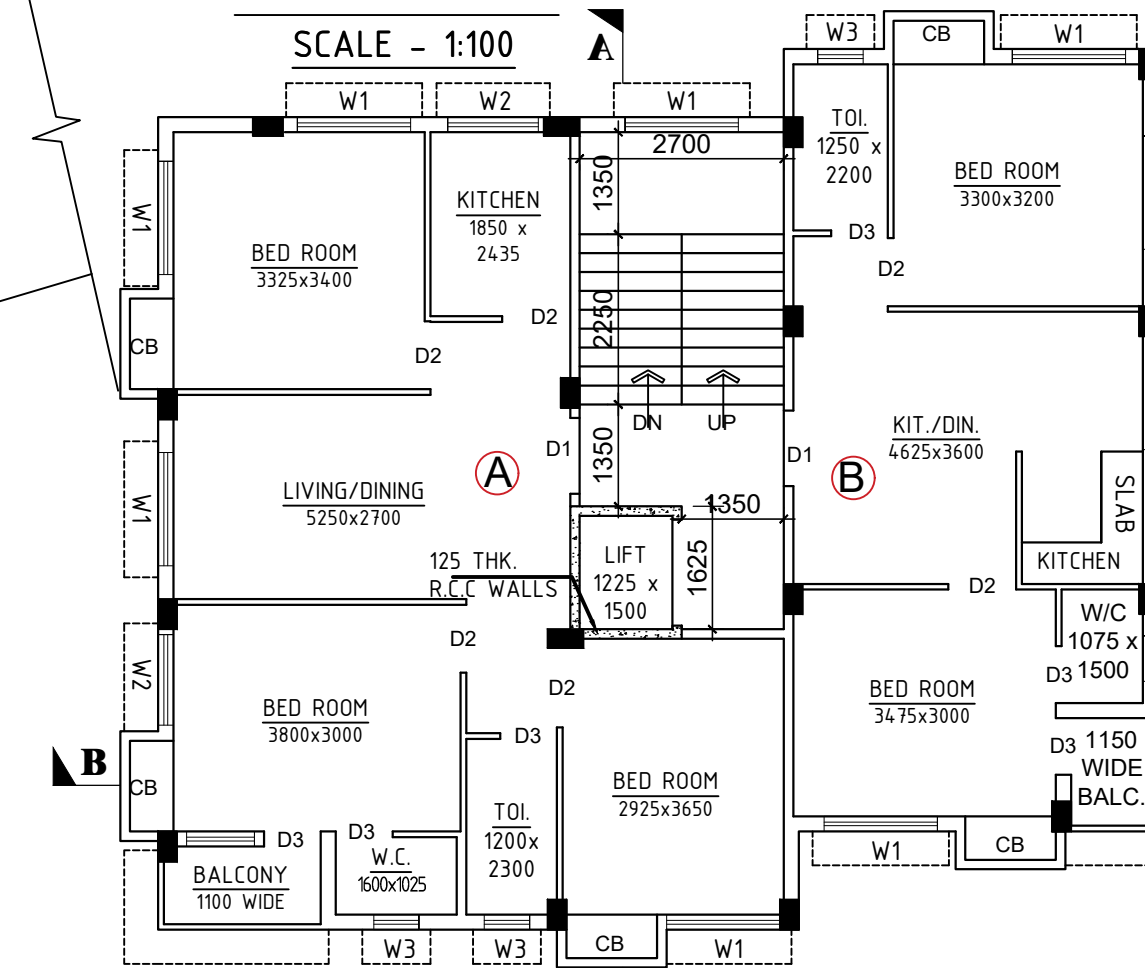 SCALE - 1:100
A
W1
W2
W1
W3
CB
W1
2700
1350
TOI.
1250 x
2200
BED ROOM
3300x3200
KITCHEN
1850 x
2435
W1
BED ROOM
3325x3400
D3
D2
2250
D2
D2
CB
DN
UP
KIT./DIN.
4625x3600
D1
1350
D1
A
B
W1
LIVING/DINING
5250x2700
1350
SLAB
125 THK.
R.C.C WALLS
LIFT
1225 x
1500
1625
KITCHEN
D2
W/C
1075 x
1500
D3
D2
W2
D2
BED ROOM
3800x3000
BED ROOM
3475x3000
D3
1150
WIDE
BALC.
D3
B
CB
BED ROOM
2925x3650
TOI.
1200x
2300
D3
D3
W.C.
1600x1025
BALCONY
1100 WIDE
W1
CB
W3
W3
CB
W1